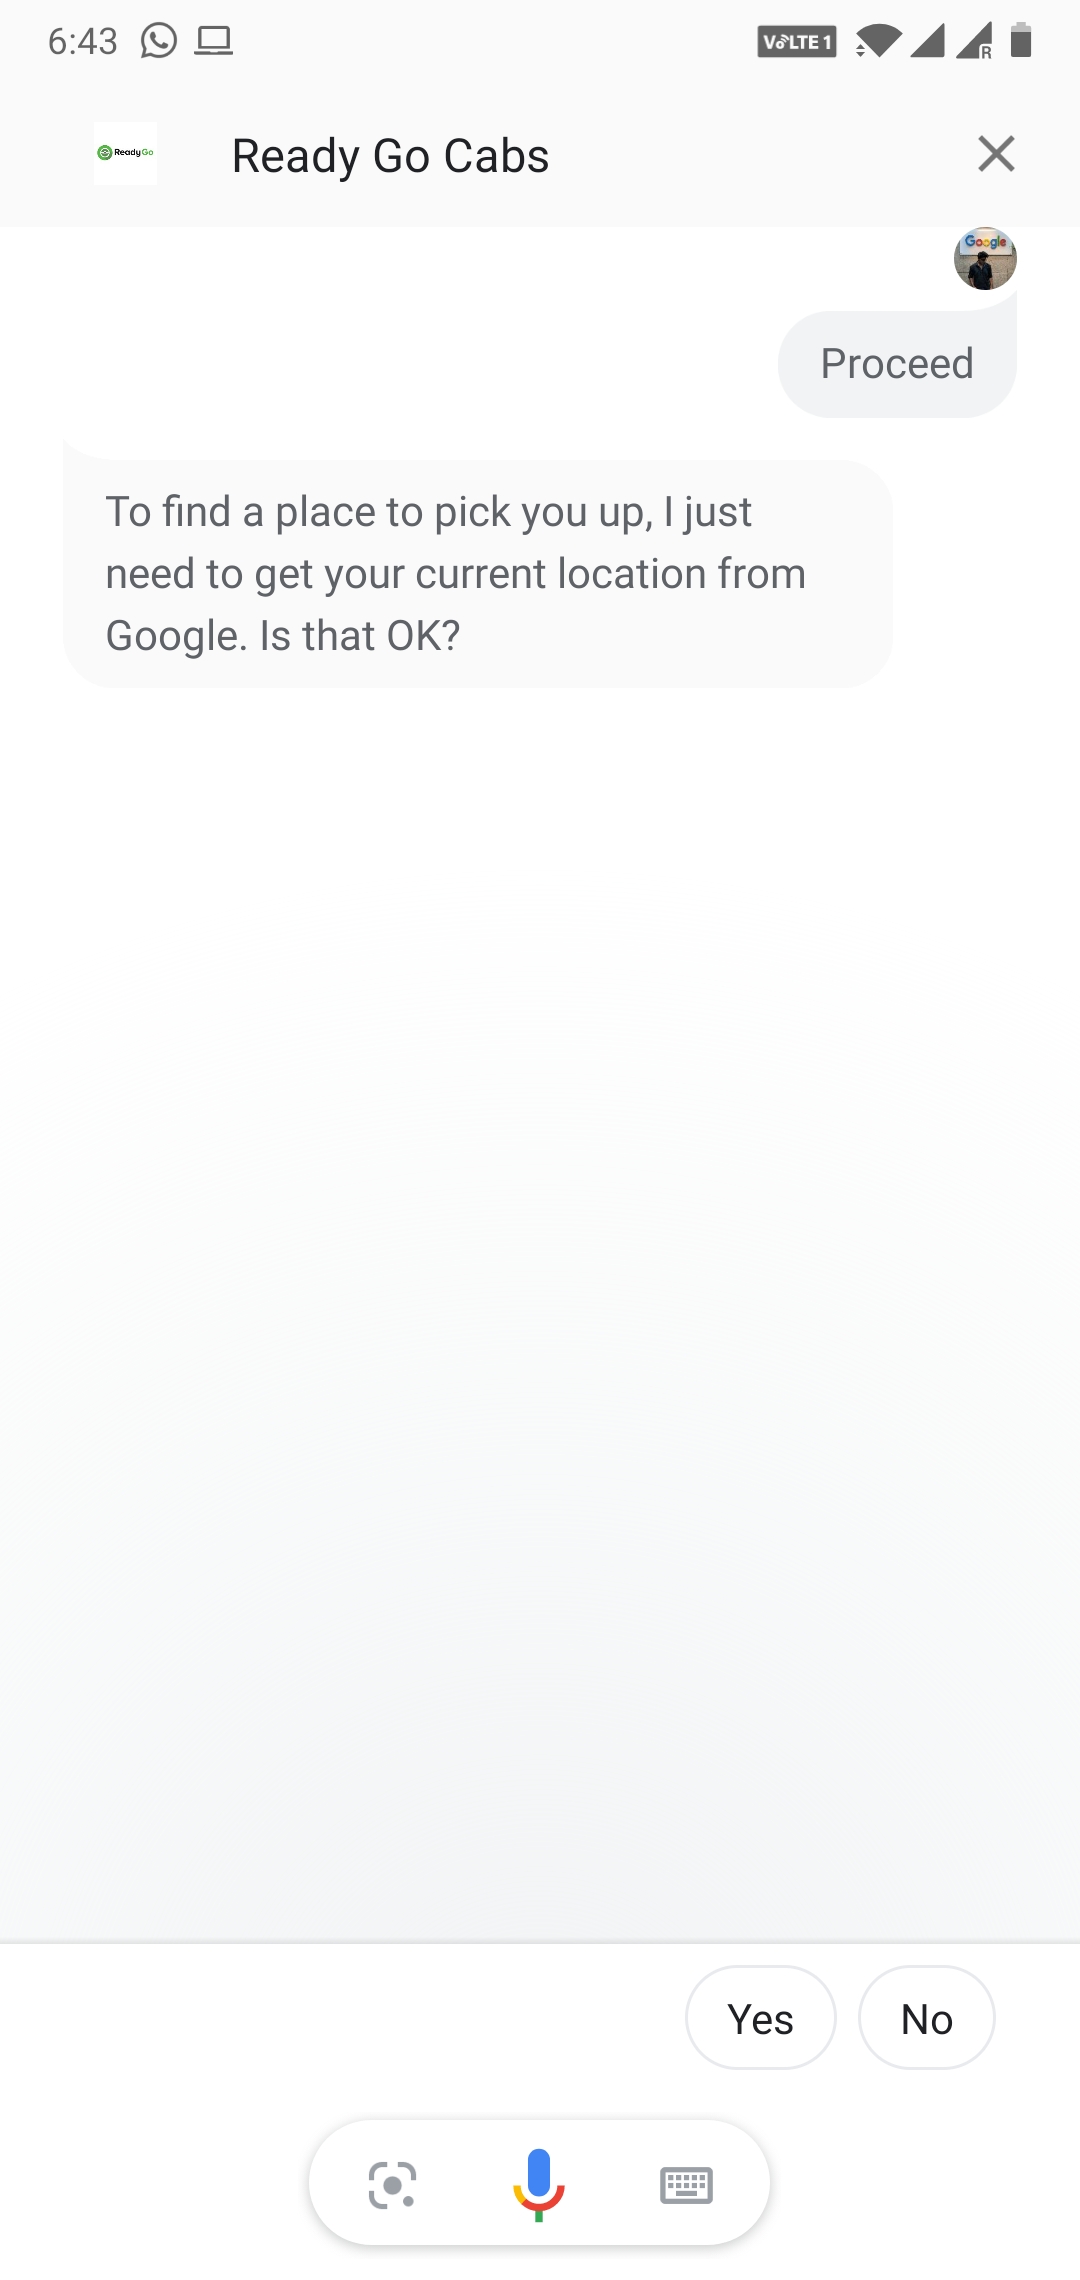 6:43
VoLTE 1
R
ReadyGo
Ready Go Cabs
Google
Proceed
To find a place to pick you up, I just
need to get your current location from
Google. Is that OK?
Yes
No